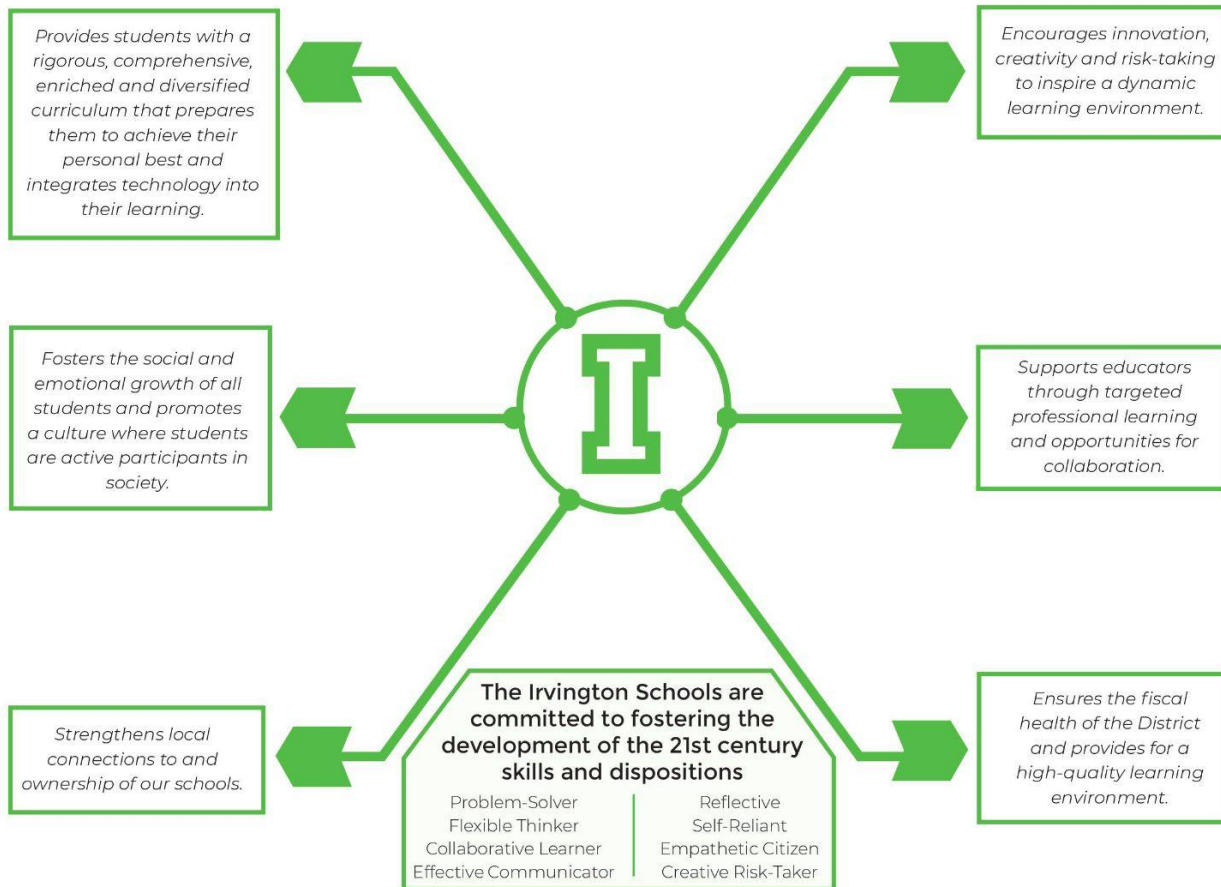 Provides students with a
rigorous, comprehensive,
enriched and diversified
curriculum that prepares
them to achieve their
personal best and
integrates technology into
their learning.
Encourages innovation,
creativity and risk-taking
to inspire a dynamic
learning environment.
Fosters the social and
emotional growth of all
students and promotes
a culture where students
are active participants in
society.
I
Supports educators
through targeted
professional learning
and opportunities for
collaboration.
Strengthens local
connections to and
ownership of our schools.
The Irvington Schools are
committed to fostering the
development of the 21st century
skills and dispositions
Problem-Solver
Flexible Thinker
Collaborative Learner
Effective Communicator
Reflective
Self-Reliant
Empathetic Citizen
Creative Risk-Taker
Ensures the fiscal
health of the District
and provides for a
high-quality learning
environment.